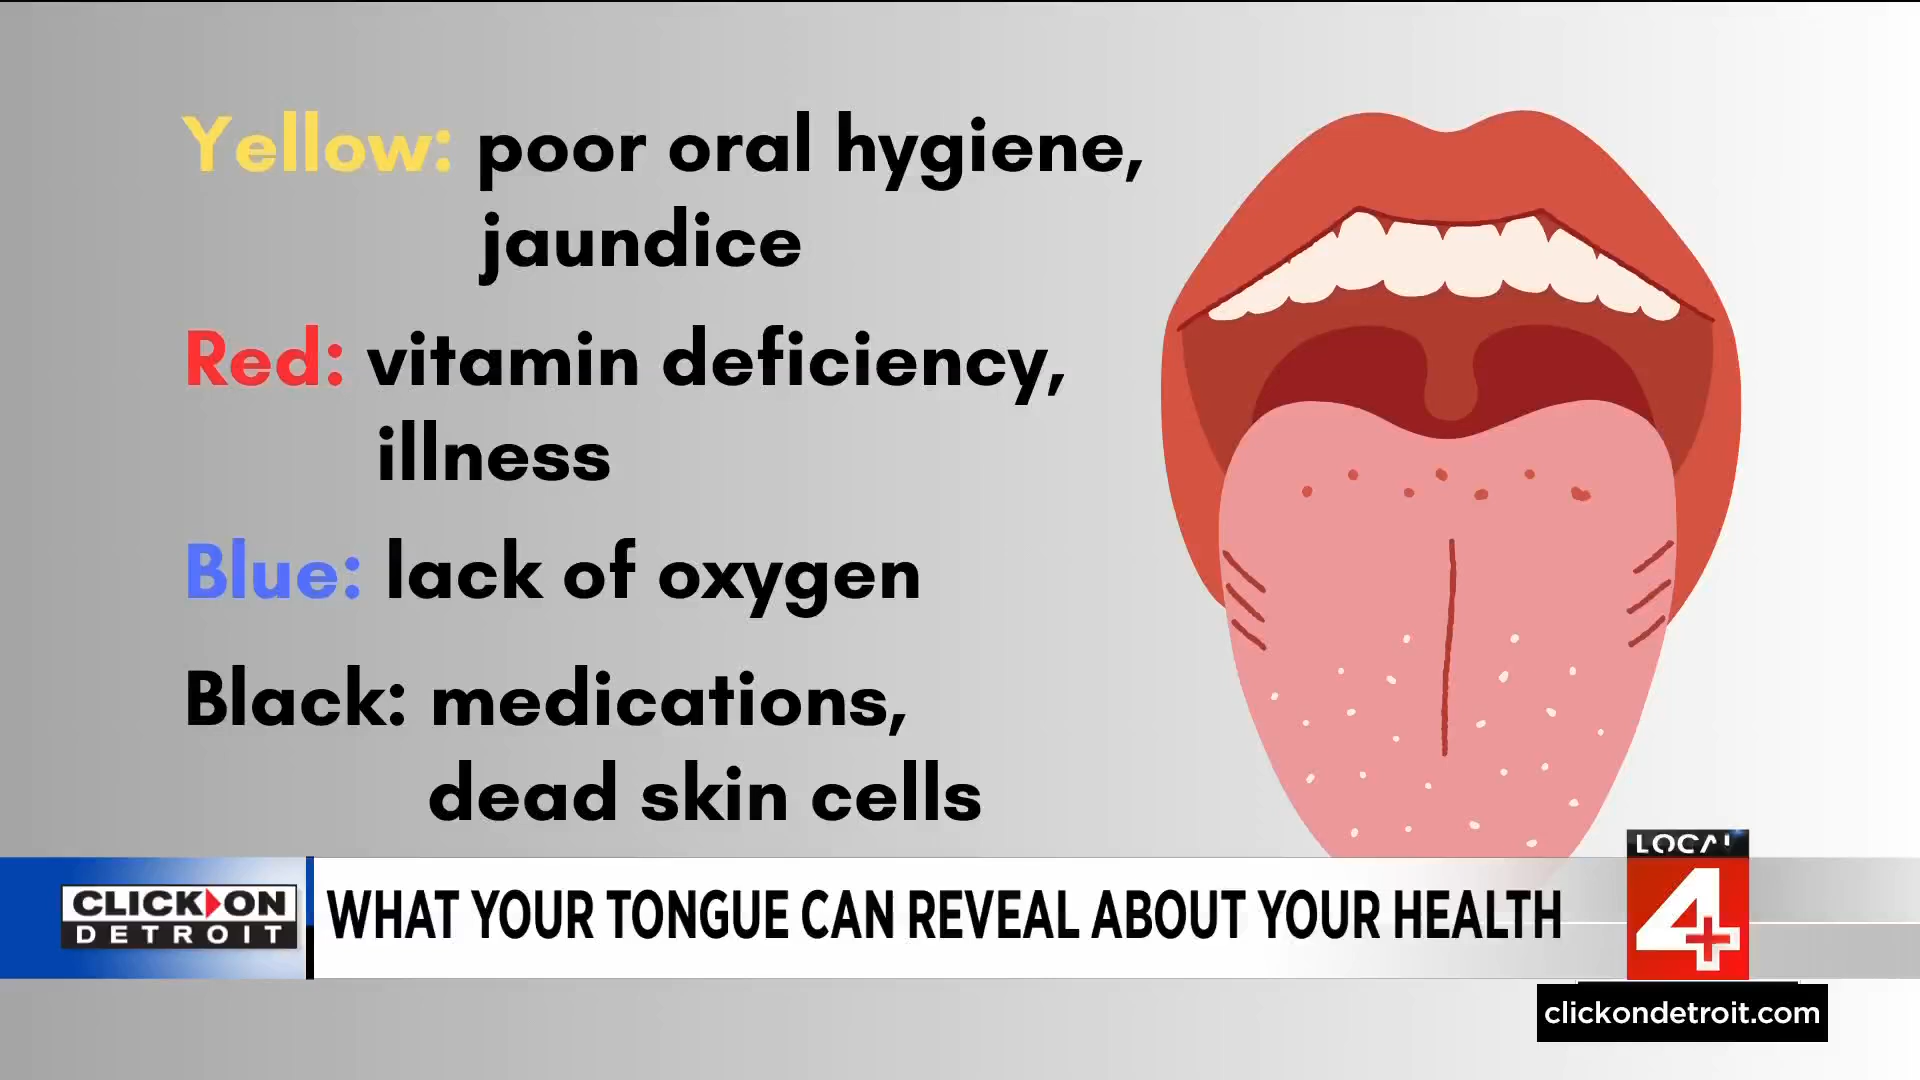 Yellow: poor oral hygiene,
jaundice
Red: vitamin deficiency,
illness
Blue: lack of oxygen
Black: medications,
dead skin cells
CLICK ON
DETROIT
WHAT YOUR TONGUE CAN REVEAL ABOUT YOUR HEALTH
LOCAL
4+
clickondetroit.com